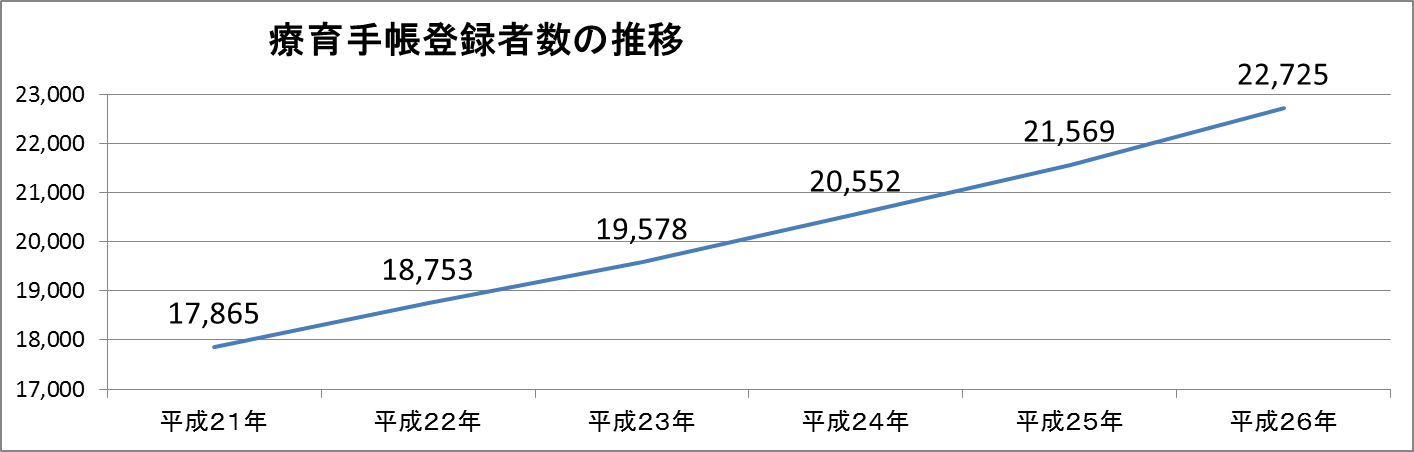 療育手帳登録者数の推移
23,000
22,000
21,000
20,000
19,000
18,000
17,000
17,865
18,753
19,578
20,552
21,569
22,725
平成21年
平成22年
平成23年
平成24年
平成25年
平成26年